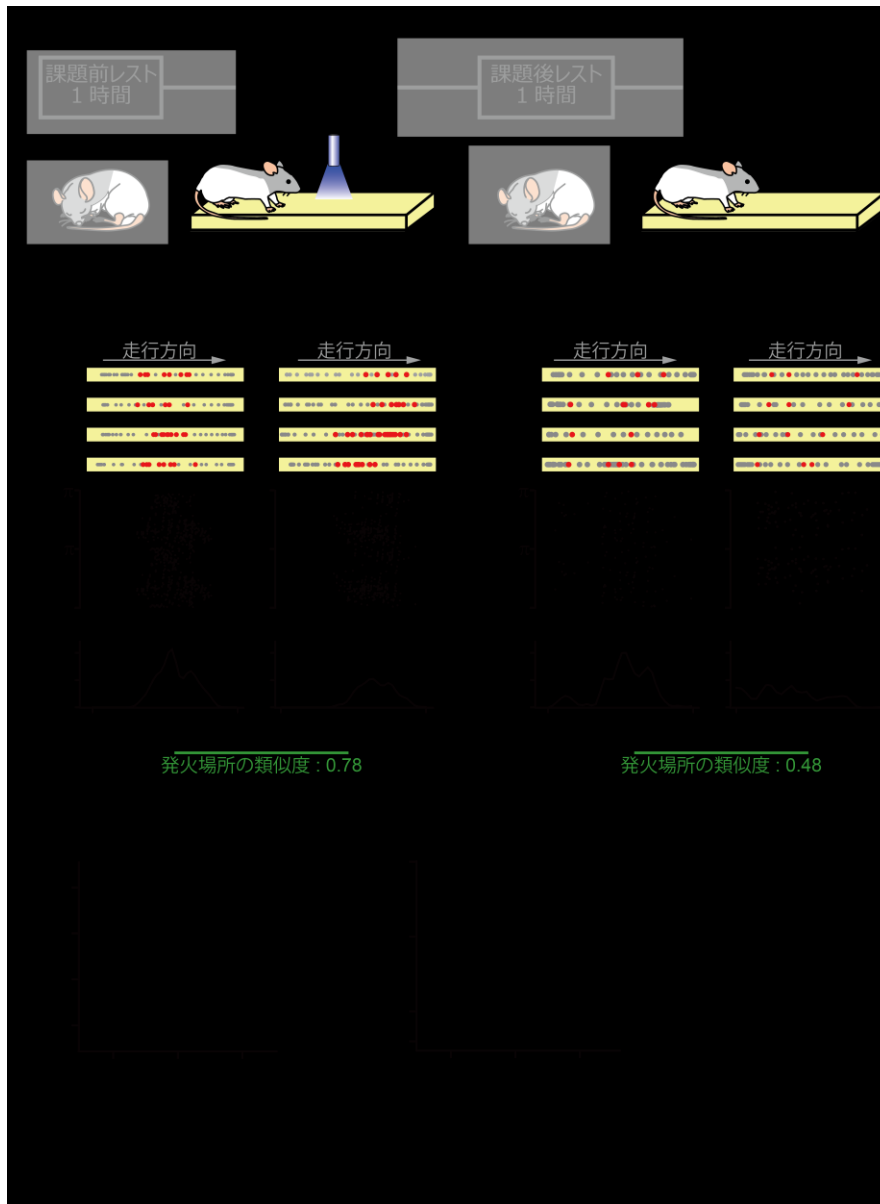 課題前レスト
1 時間
課題後レスト
1 時間
走行方向
走行方向
走行方向
走行方向
発火場所の類似度 : 0.78
発火場所の類似度 : 0.48